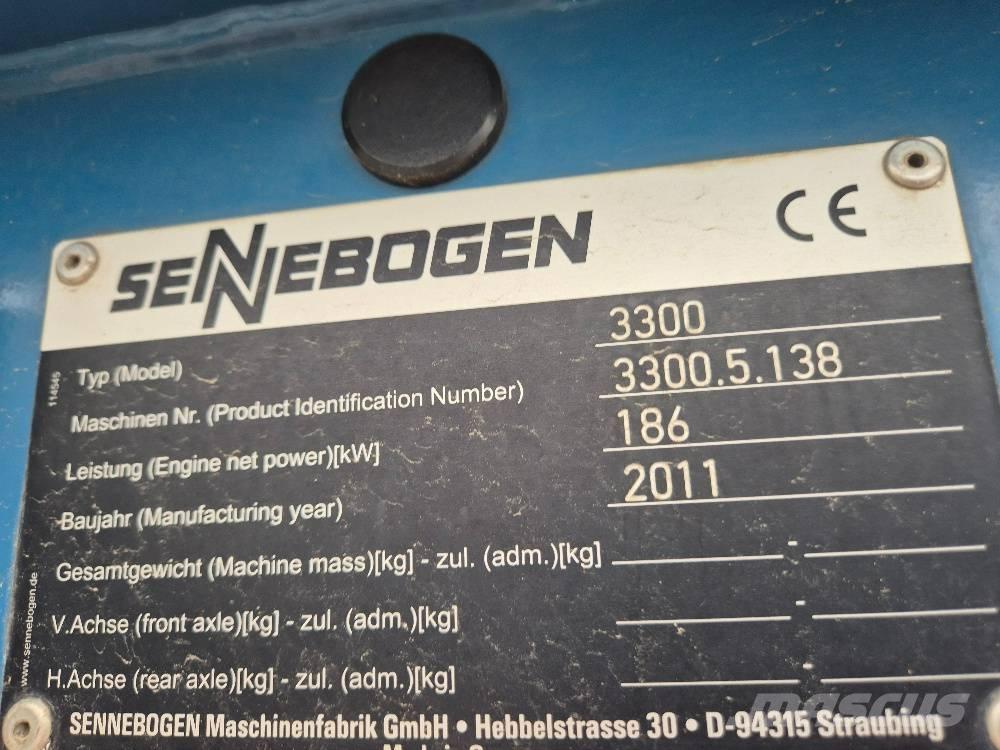 SENNEBOGEN CE
Typ (Model) 3300
Maschinen Nr. (Product Identification Number) 3300.5.138
Leistung (Engine net power)[kW] 186
Baujahr (Manufacturing year) 2011
Gesamtgewicht (Machine mass)[kg] - zul. (adm.)[kg] -
V.Achse (front axle)[kg] - zul. (adm.)[kg] -
H.Achse (rear axle)[kg] - zul. (adm.)[kg] -
SENNEBOGEN Maschinenfabrik GmbH • Hebbelstrasse 30 • D-94315 Straubing
114545
www.sennebogen.de
mascus